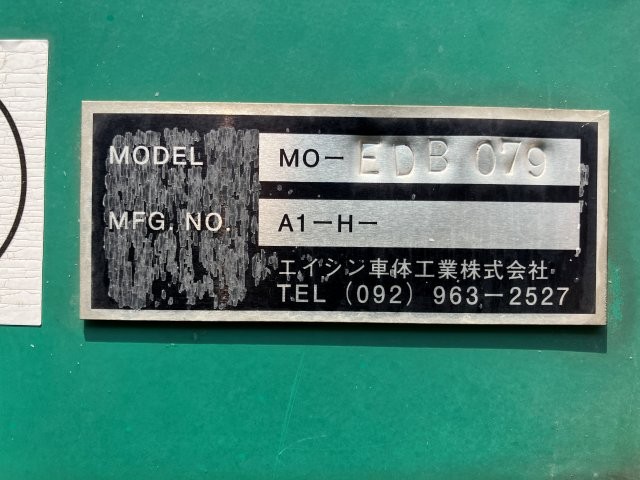 MODEL MO-EDB 079
MFG. NO. A1-H-
エイシン車体工業株式会社
TEL (092) 963-2527